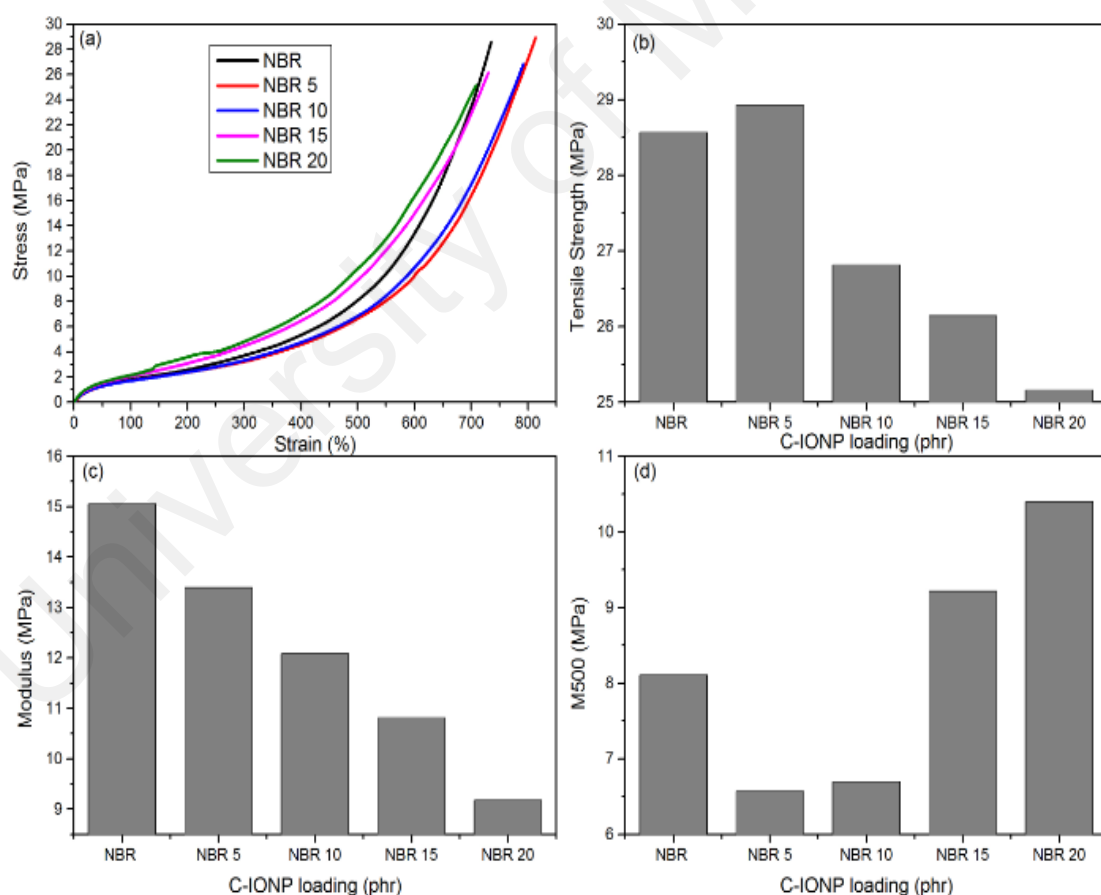 (a)
NBR
NBR 5
NBR 10
NBR 15
NBR 20
Stress (MPa)
30
28
26
24
22
20
18
16
14
12
10
8
6
4
2
0
0 100 200 300 400 500 600 700 800
Strain (%)
(b)
Tensile Strength (MPa)
30
29
28
27
26
25
NBR NBR 5 NBR 10 NBR 15 NBR 20
C-IONP loading (phr)
(c)
Modulus (MPa)
16
15
14
13
12
11
10
9
NBR NBR 5 NBR 10 NBR 15 NBR 20
C-IONP loading (phr)
(d)
M500 (MPa)
11
10
9
8
7
6
NBR NBR 5 NBR 10 NBR 15 NBR 20
C-IONP loading (phr)
University of M